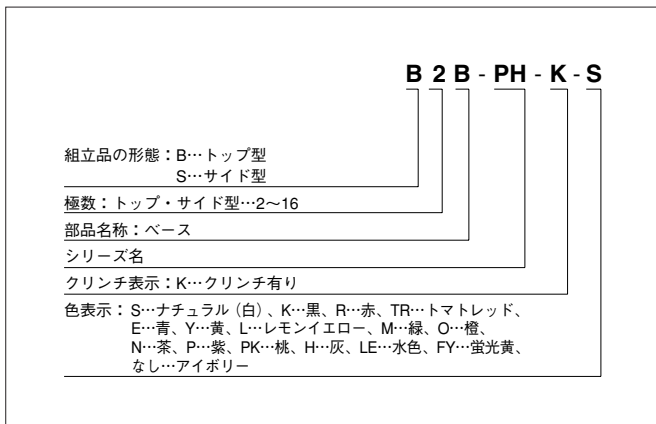 B 2 B - PH - K - S
組立品の形態：B…トップ型
S…サイド型
極数：トップ・サイド型…2〜16
部品名称：ベース
シリーズ名
クリンチ表示：K…クリンチ有り
色表示：S…ナチュラル（白）、K…黒、R…赤、TR…トマトレッド、
E…青、Y…黄、L…レモンイエロー、M…緑、O…橙、
N…茶、P…紫、PK…桃、H…灰、LE…水色、FY…蛍光黄、
なし…アイボリー